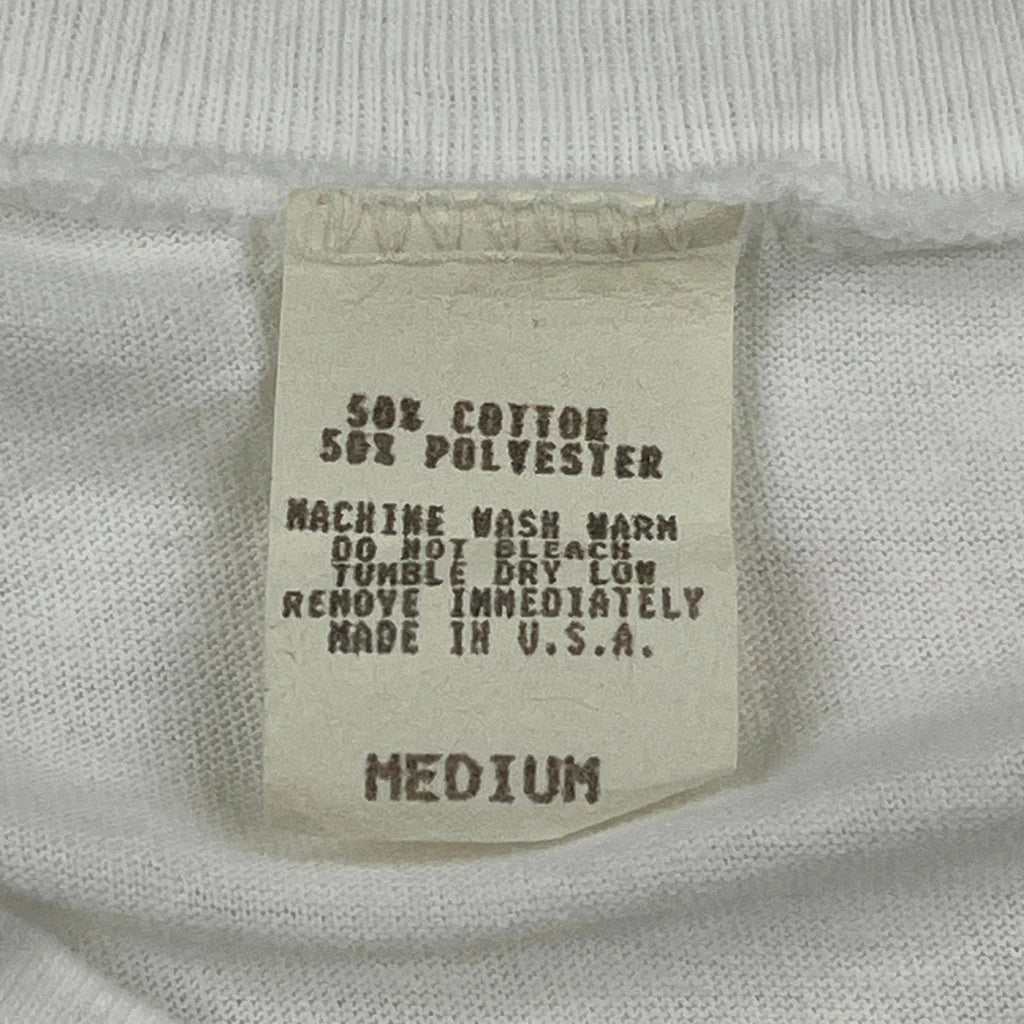 50% COTTON
50% POLYESTER
MACHINE WASH WARM
DO NOT BLEACH
TUMBLE DRY LOW
REMOVE IMMEDIATELY
MADE IN U.S.A.
MEDIUM